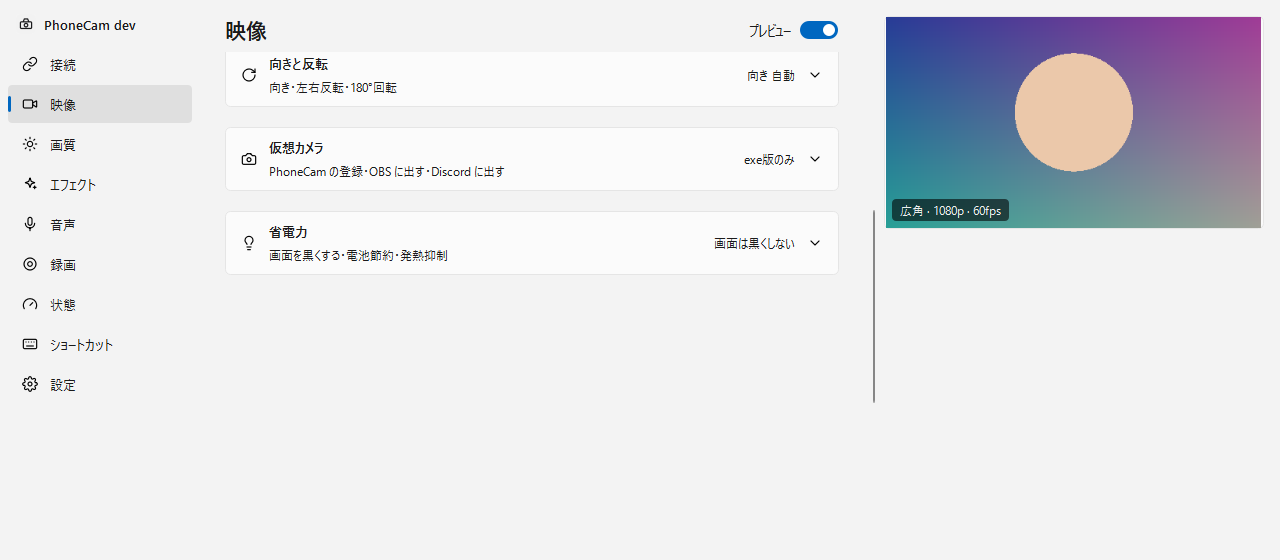 PhoneCam dev
接続
映像
画質
エフェクト
音声
録画
状態
ショートカット
設定
映像
プレビュー
向きと反転
向き・左右反転・180°回転
向き 自動
仮想カメラ
PhoneCam の登録・OBS に出す・Discord に出す
exe版のみ
省電力
画面を黒くする・電池節約・発熱抑制
画面は黒くしない
広角 · 1080p · 60fps